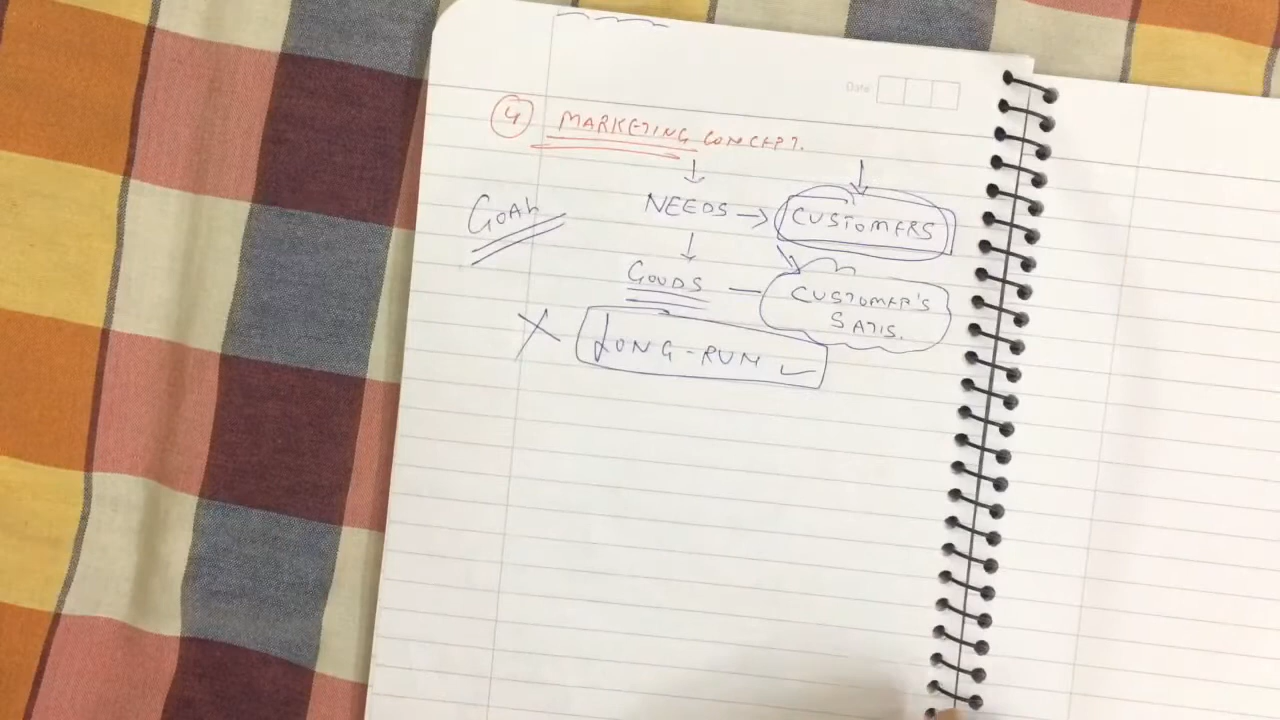 Date
4 MARKETING CONCEPT.
NEEDS → CUSTOMERS
GOAL
GOODS — CUSTOMER'S
SATIS.
X LONG-RUN ✓